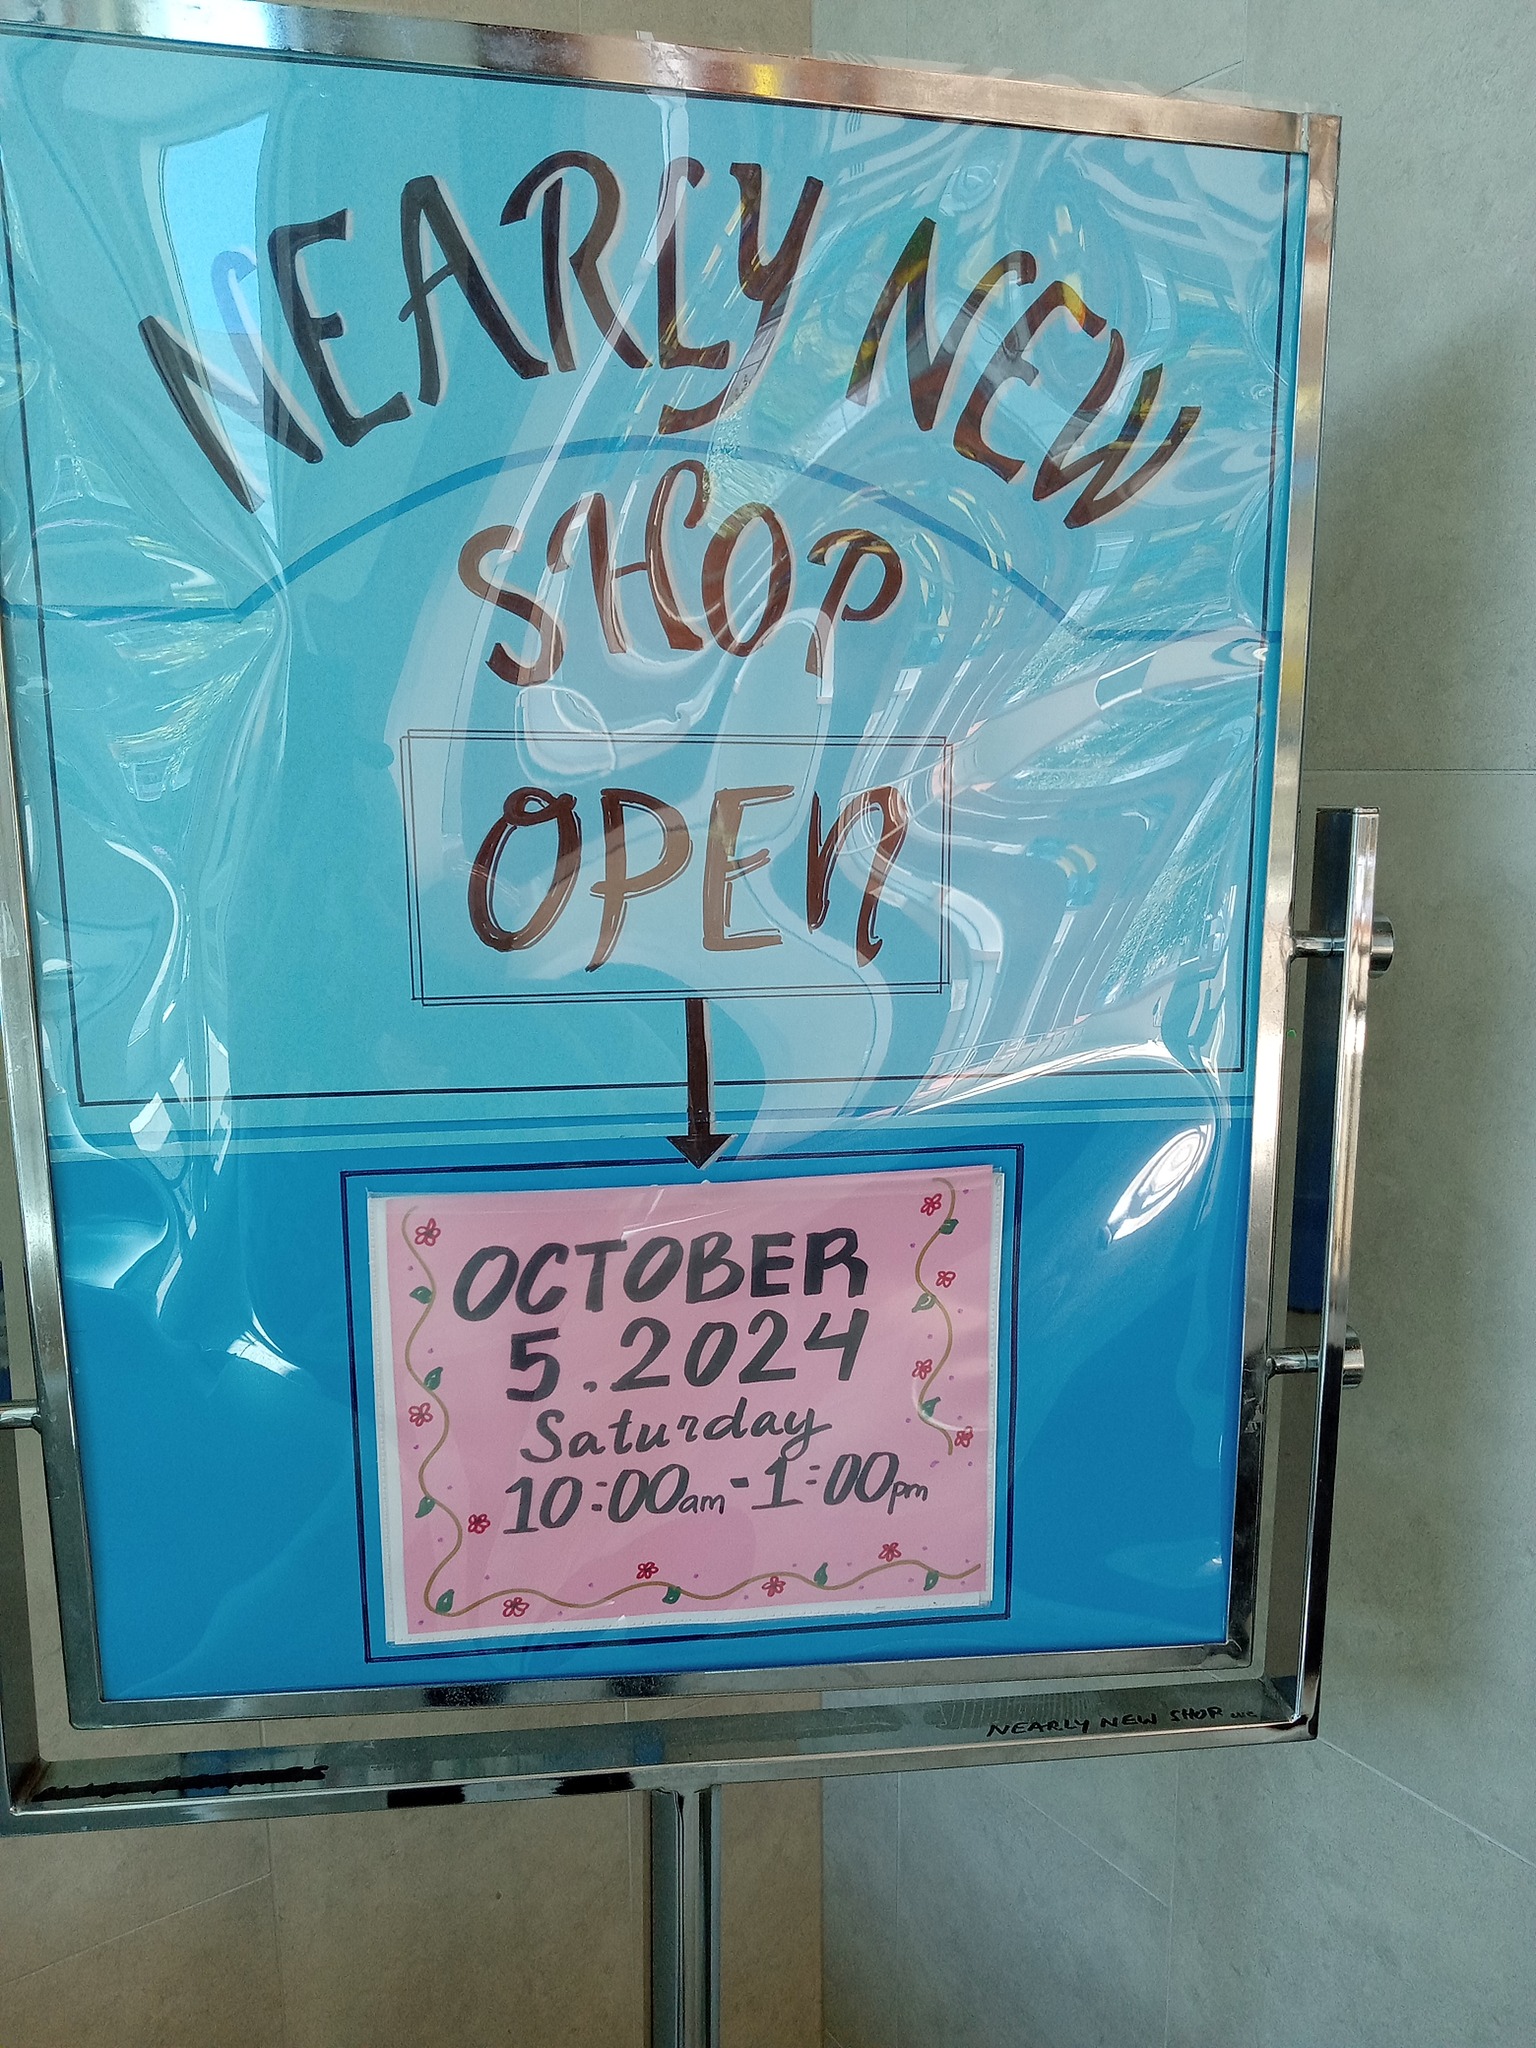 NEARLY NEW
SHOP
OPEN
OCTOBER
5.2024
Saturday
10:00am-1:00pm
NEARLY NEW SHOP